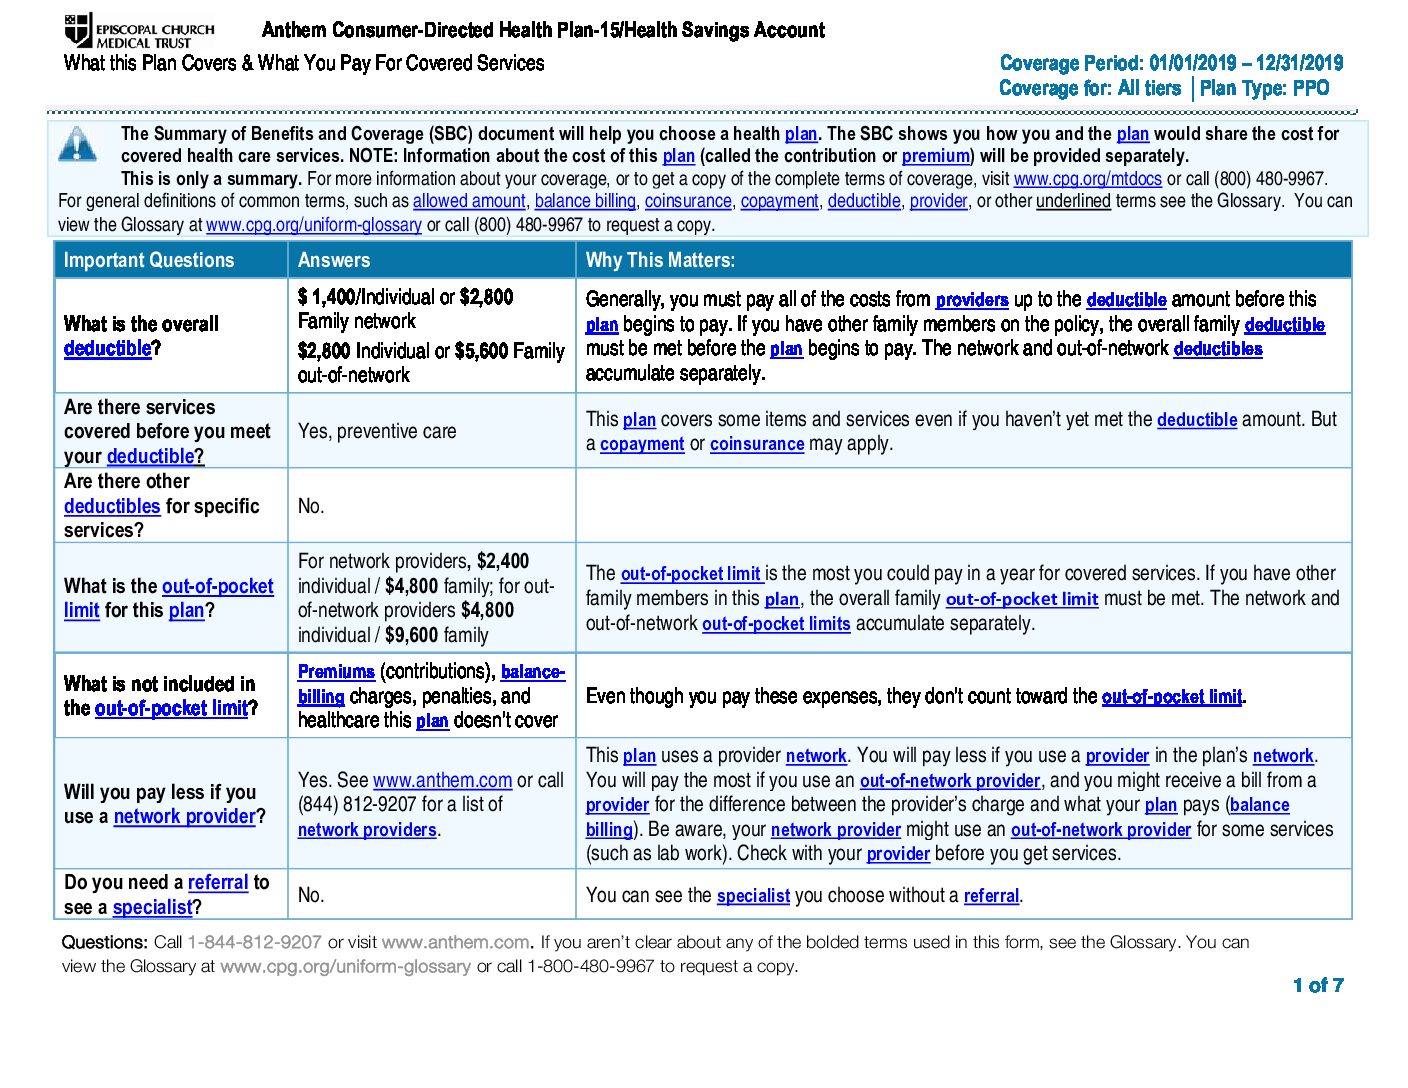 EPISCOPAL CHURCH
MEDICAL TRUST
Anthem Consumer-Directed Health Plan-15/Health Savings Account
What this Plan Covers & What You Pay For Covered Services
Coverage Period: 01/01/2019 – 12/31/2019
Coverage for: All tiers | Plan Type: PPO
The Summary of Benefits and Coverage (SBC) document will help you choose a health plan. The SBC shows you how you and the plan would share the cost for
covered health care services. NOTE: Information about the cost of this plan (called the contribution or premium) will be provided separately.
This is only a summary. For more information about your coverage, or to get a copy of the complete terms of coverage, visit www.cpg.org/mtdocs or call (800) 480-9967.
For general definitions of common terms, such as allowed amount, balance billing, coinsurance, copayment, deductible, provider, or other underlined terms see the Glossary. You can
view the Glossary at www.cpg.org/uniform-glossary or call (800) 480-9967 to request a copy.
Important Questions
Answers
Why This Matters:
What is the overall
deductible?
$ 1,400/Individual or $2,800
Family network
$2,800 Individual or $5,600 Family
out-of-network
Generally, you must pay all of the costs from providers up to the deductible amount before this
plan begins to pay. If you have other family members on the policy, the overall family deductible
must be met before the plan begins to pay. The network and out-of-network deductibles
accumulate separately.
Are there services
covered before you meet
your deductible?
Yes, preventive care
This plan covers some items and services even if you haven’t yet met the deductible amount. But
a copayment or coinsurance may apply.
Are there other
deductibles for specific
services?
No.
What is the out-of-pocket
limit for this plan?
For network providers, $2,400
individual / $4,800 family; for out-
of-network providers $4,800
individual / $9,600 family
The out-of-pocket limit is the most you could pay in a year for covered services. If you have other
family members in this plan, the overall family out-of-pocket limit must be met. The network and
out-of-network out-of-pocket limits accumulate separately.
What is not included in
the out-of-pocket limit?
Premiums (contributions), balance-
billing charges, penalties, and
healthcare this plan doesn't cover
Even though you pay these expenses, they don't count toward the out-of-pocket limit.
Will you pay less if you
use a network provider?
Yes. See www.anthem.com or call
(844) 812-9207 for a list of
network providers.
This plan uses a provider network. You will pay less if you use a provider in the plan’s network.
You will pay the most if you use an out-of-network provider, and you might receive a bill from a
provider for the difference between the provider’s charge and what your plan pays (balance
billing). Be aware, your network provider might use an out-of-network provider for some services
(such as lab work). Check with your provider before you get services.
Do you need a referral to
see a specialist?
No.
You can see the specialist you choose without a referral.
Questions: Call 1-844-812-9207 or visit www.anthem.com. If you aren’t clear about any of the bolded terms used in this form, see the Glossary. You can
view the Glossary at www.cpg.org/uniform-glossary or call 1-800-480-9967 to request a copy.
1 of 7